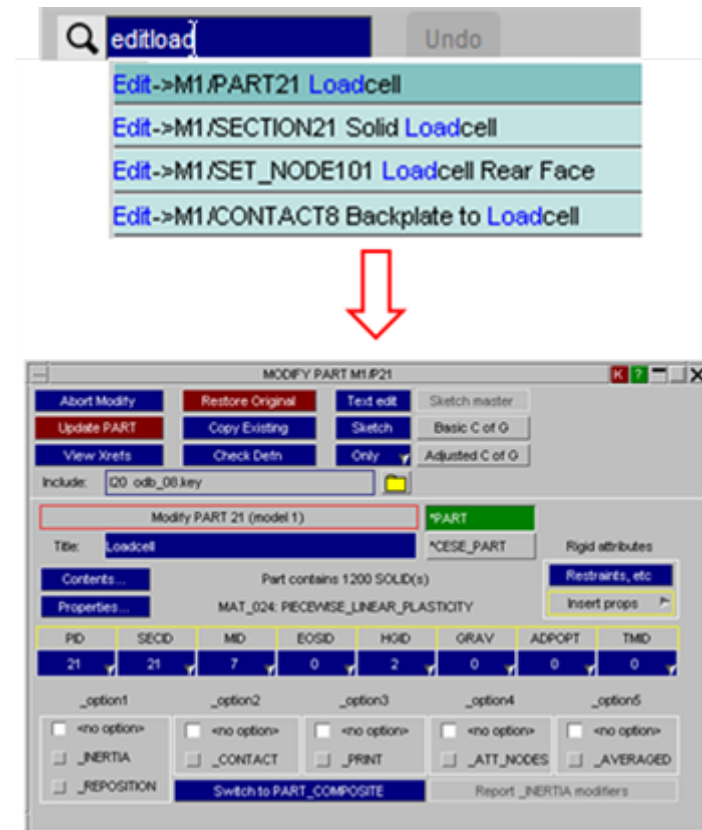 editload
Undo
Edit->M1/PART21 Loadcell
Edit->M1/SECTION21 Solid Loadcell
Edit->M1/SET_NODE101 Loadcell Rear Face
Edit->M1/CONTACT8 Backplate to Loadcell
MODIFY PART M1/P21 K ?
Abort Modify Restore Original Text edit Sketch master
Update PART Copy Existing Sketch Basic C of G
View Xrefs Check Defn Only Adjusted C of G
Include: I20 odb_08.key
Modify PART 21 (model 1) *PART
Title: Loadcell *CESE_PART Rigid attributes
Contents... Part contains 1200 SOLID(s) Restraints, etc
Properties... MAT_024: PIECEWISE_LINEAR_PLASTICITY Insert props
PID SECID MID EOSID HGID GRAV ADPOPT TMID
21 21 7 0 2 0 0 0
_option1 _option2 _option3 _option4 _option5
<no option> <no option> <no option> <no option> <no option>
_INERTIA _CONTACT _PRINT _ATT_NODES _AVERAGED
_REPOSITION Switch to PART_COMPOSITE Report _INERTIA modifiers